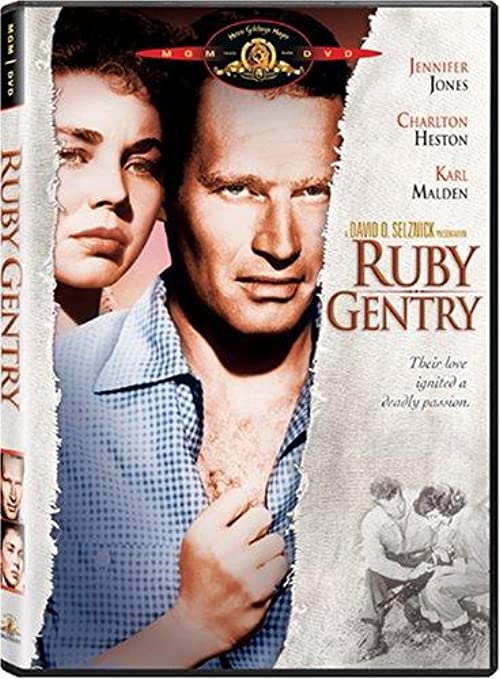 MGM DVD
RUBY GENTRY
MGM DVD
JENNIFER
JONES
CHARLTON
HESTON
KARL
MALDEN
A DAVID O. SELZNICK PRESENTATION
RUBY
GENTRY
Their love
ignited a
deadly passion.